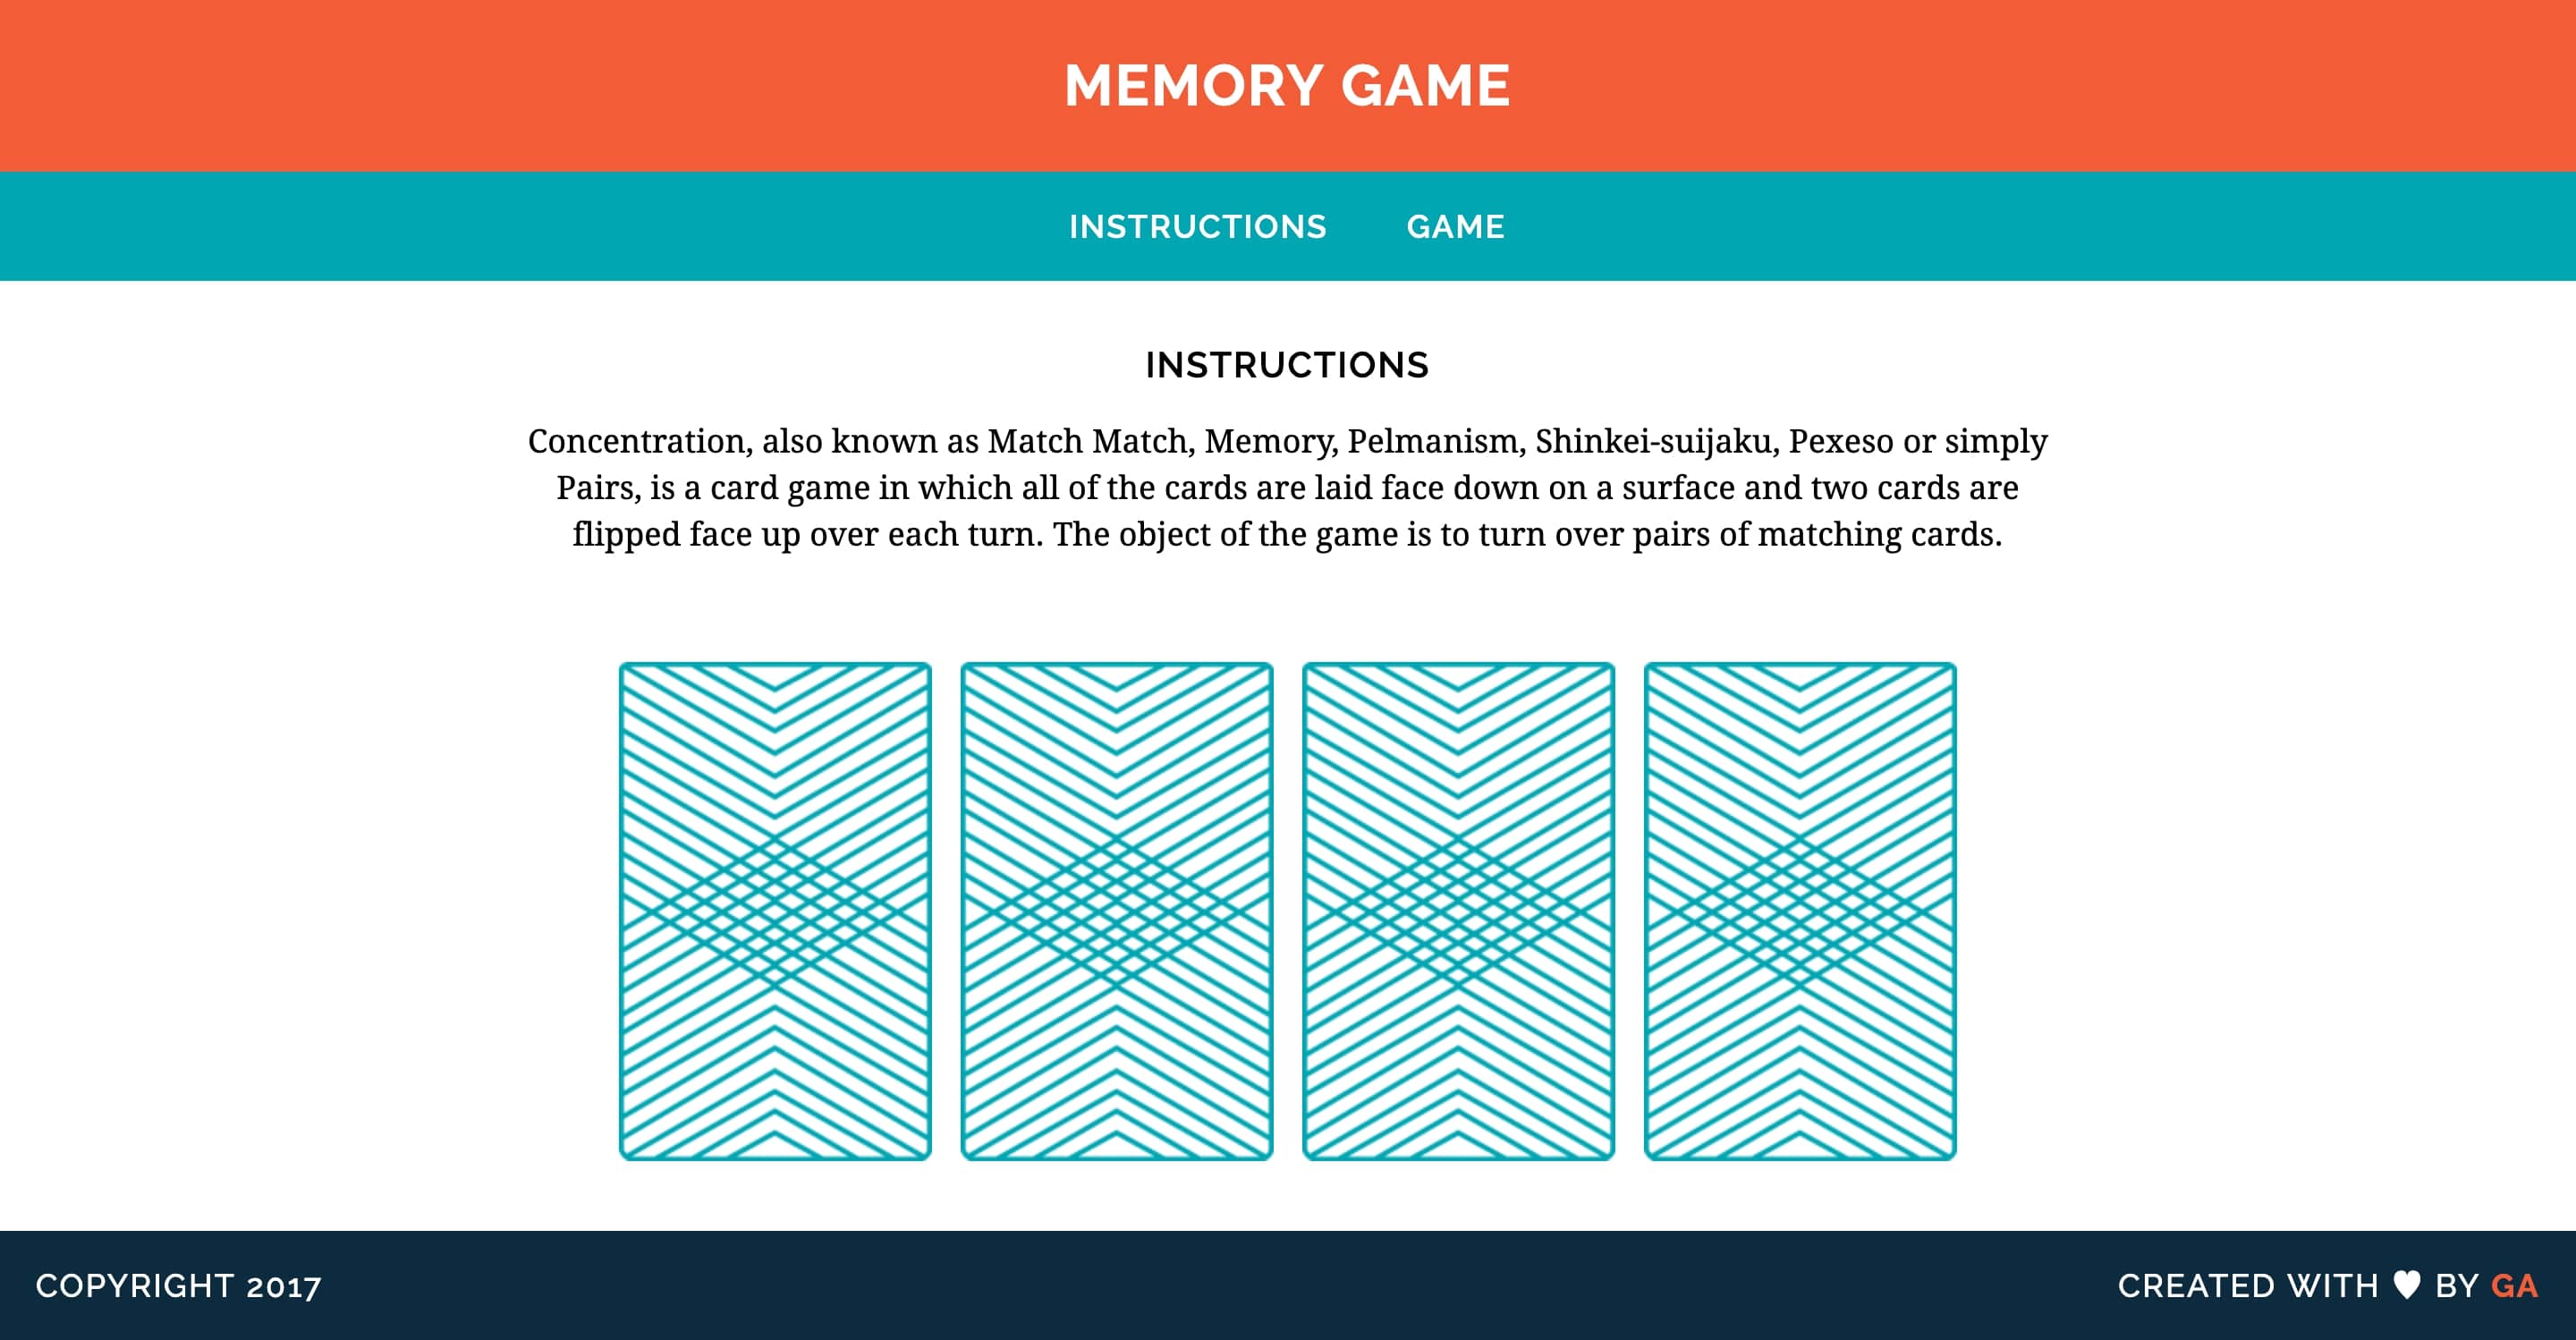 MEMORY GAME
INSTRUCTIONS GAME
INSTRUCTIONS
Concentration, also known as Match Match, Memory, Pelmanism, Shinkei-suijaku, Pexeso or simply
Pairs, is a card game in which all of the cards are laid face down on a surface and two cards are
flipped face up over each turn. The object of the game is to turn over pairs of matching cards.
COPYRIGHT 2017
CREATED WITH ♥ BY GA